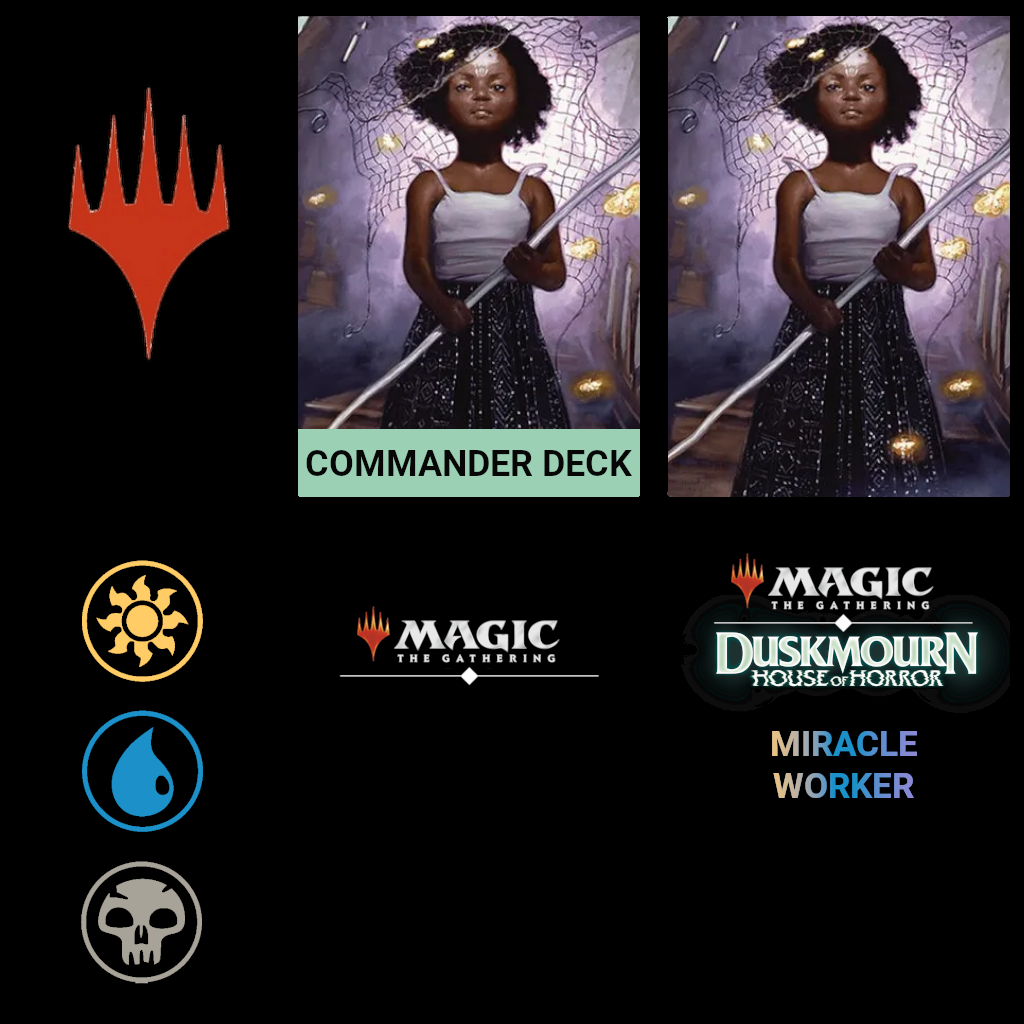 COMMANDER DECK
MAGIC
THE GATHERING
MAGIC
THE GATHERING
DUSKMOURN
HOUSE OF HORROR
MIRACLE
WORKER